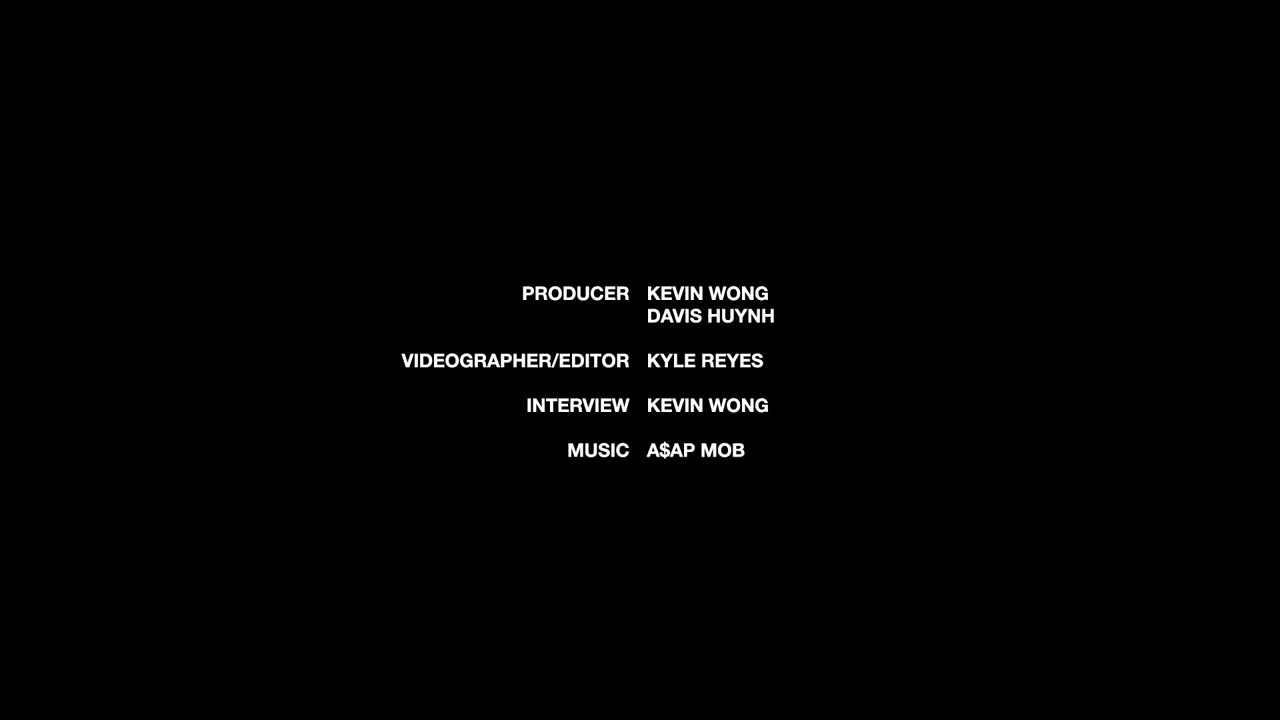 PRODUCER KEVIN WONG
DAVIS HUYNH
VIDEOGRAPHER/EDITOR KYLE REYES
INTERVIEW KEVIN WONG
MUSIC A$AP MOB